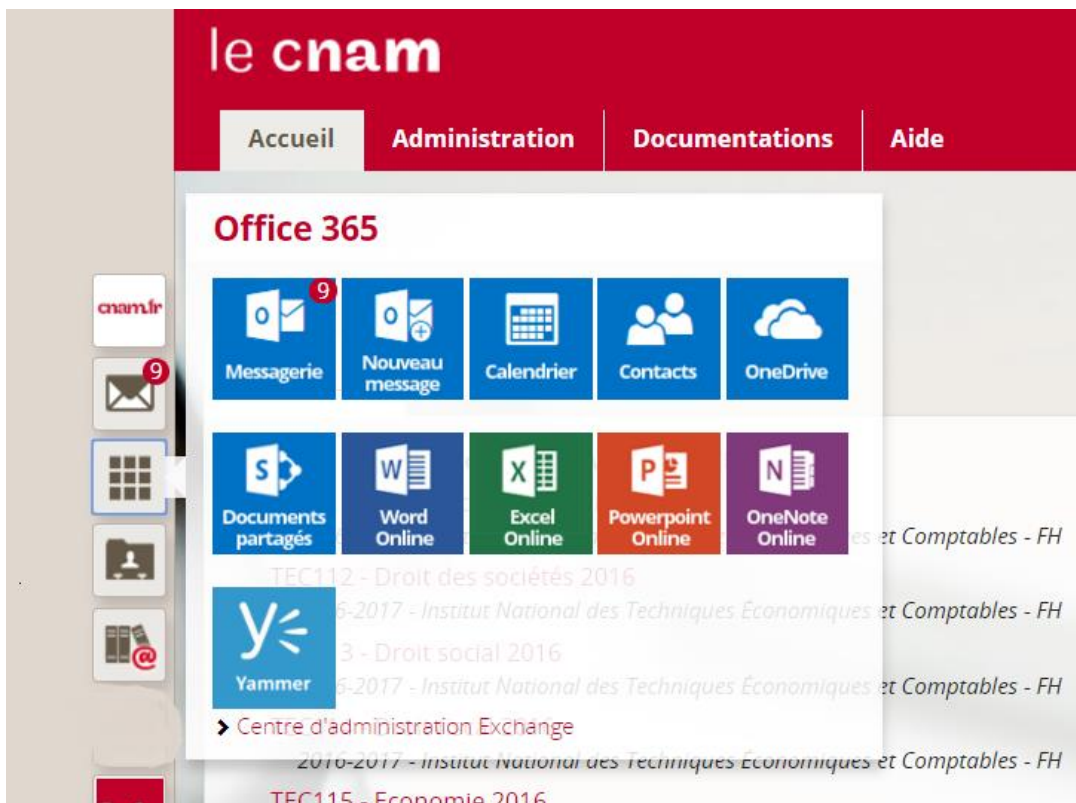 le cnam
Accueil Administration Documentations Aide
Office 365
cnam.fr
9
9
Messagerie
Nouveau
message
Calendrier
Contacts
OneDrive
Documents
partagés
Word
Online
Excel
Online
Powerpoint
Online
OneNote
Online
es et Comptables - FH
TEC112 - Droit des sociétés 2016
6-2017 - Institut National des Techniques Économiques et Comptables - FH
3 - Droit social 2016
6-2017 - Institut National des Techniques Économiques et Comptables - FH
Yammer
Centre d'administration Exchange
2016-2017 - Institut National des Techniques Économiques et Comptables - FH
TEC115 - Economie 2016